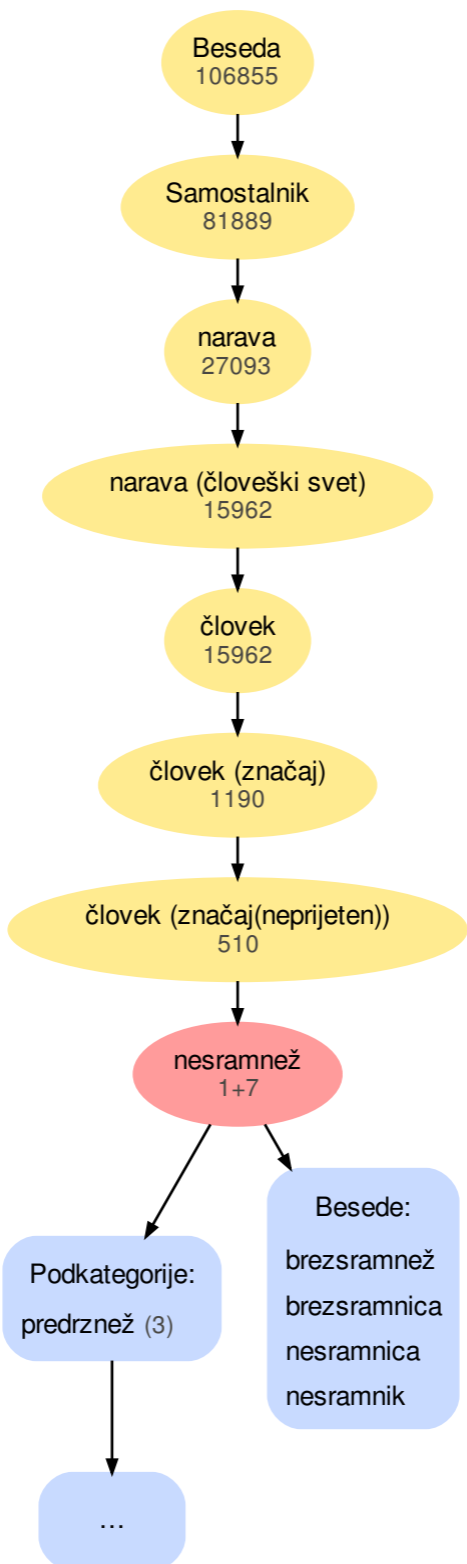 Beseda
106855
Samostalnik
81889
narava
27093
narava (človeški svet)
15962
človek
15962
človek (značaj)
1190
človek (značaj(neprijeten))
510
nesramnež
1+7
Podkategorije:
predrznež (3)
...
Besede:
brezsramnež
brezsramnica
nesramnica
nesramnik